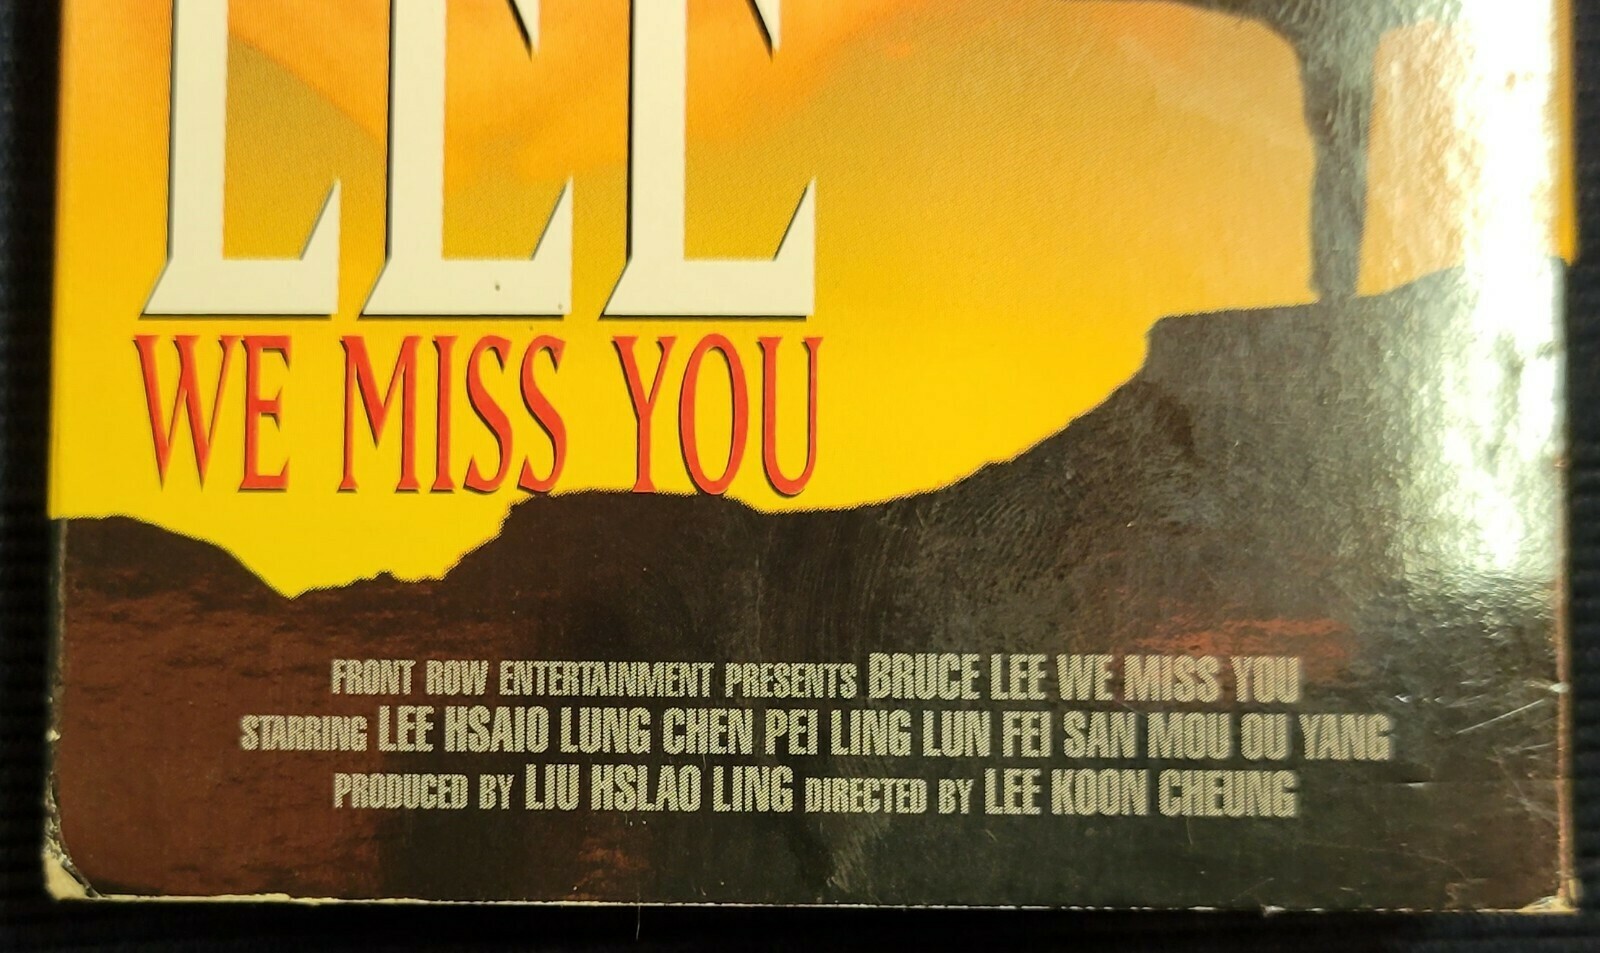 LEE
WE MISS YOU
FRONT ROW ENTERTAINMENT PRESENTS BRUCE LEE WE MISS YOU
STARRING LEE HSAIO LUNG CHEN PEI LING LUN FEI SAN MOU OU YANG
PRODUCED BY LIU HSLAO LING DIRECTED BY LEE KOON CHEUNG